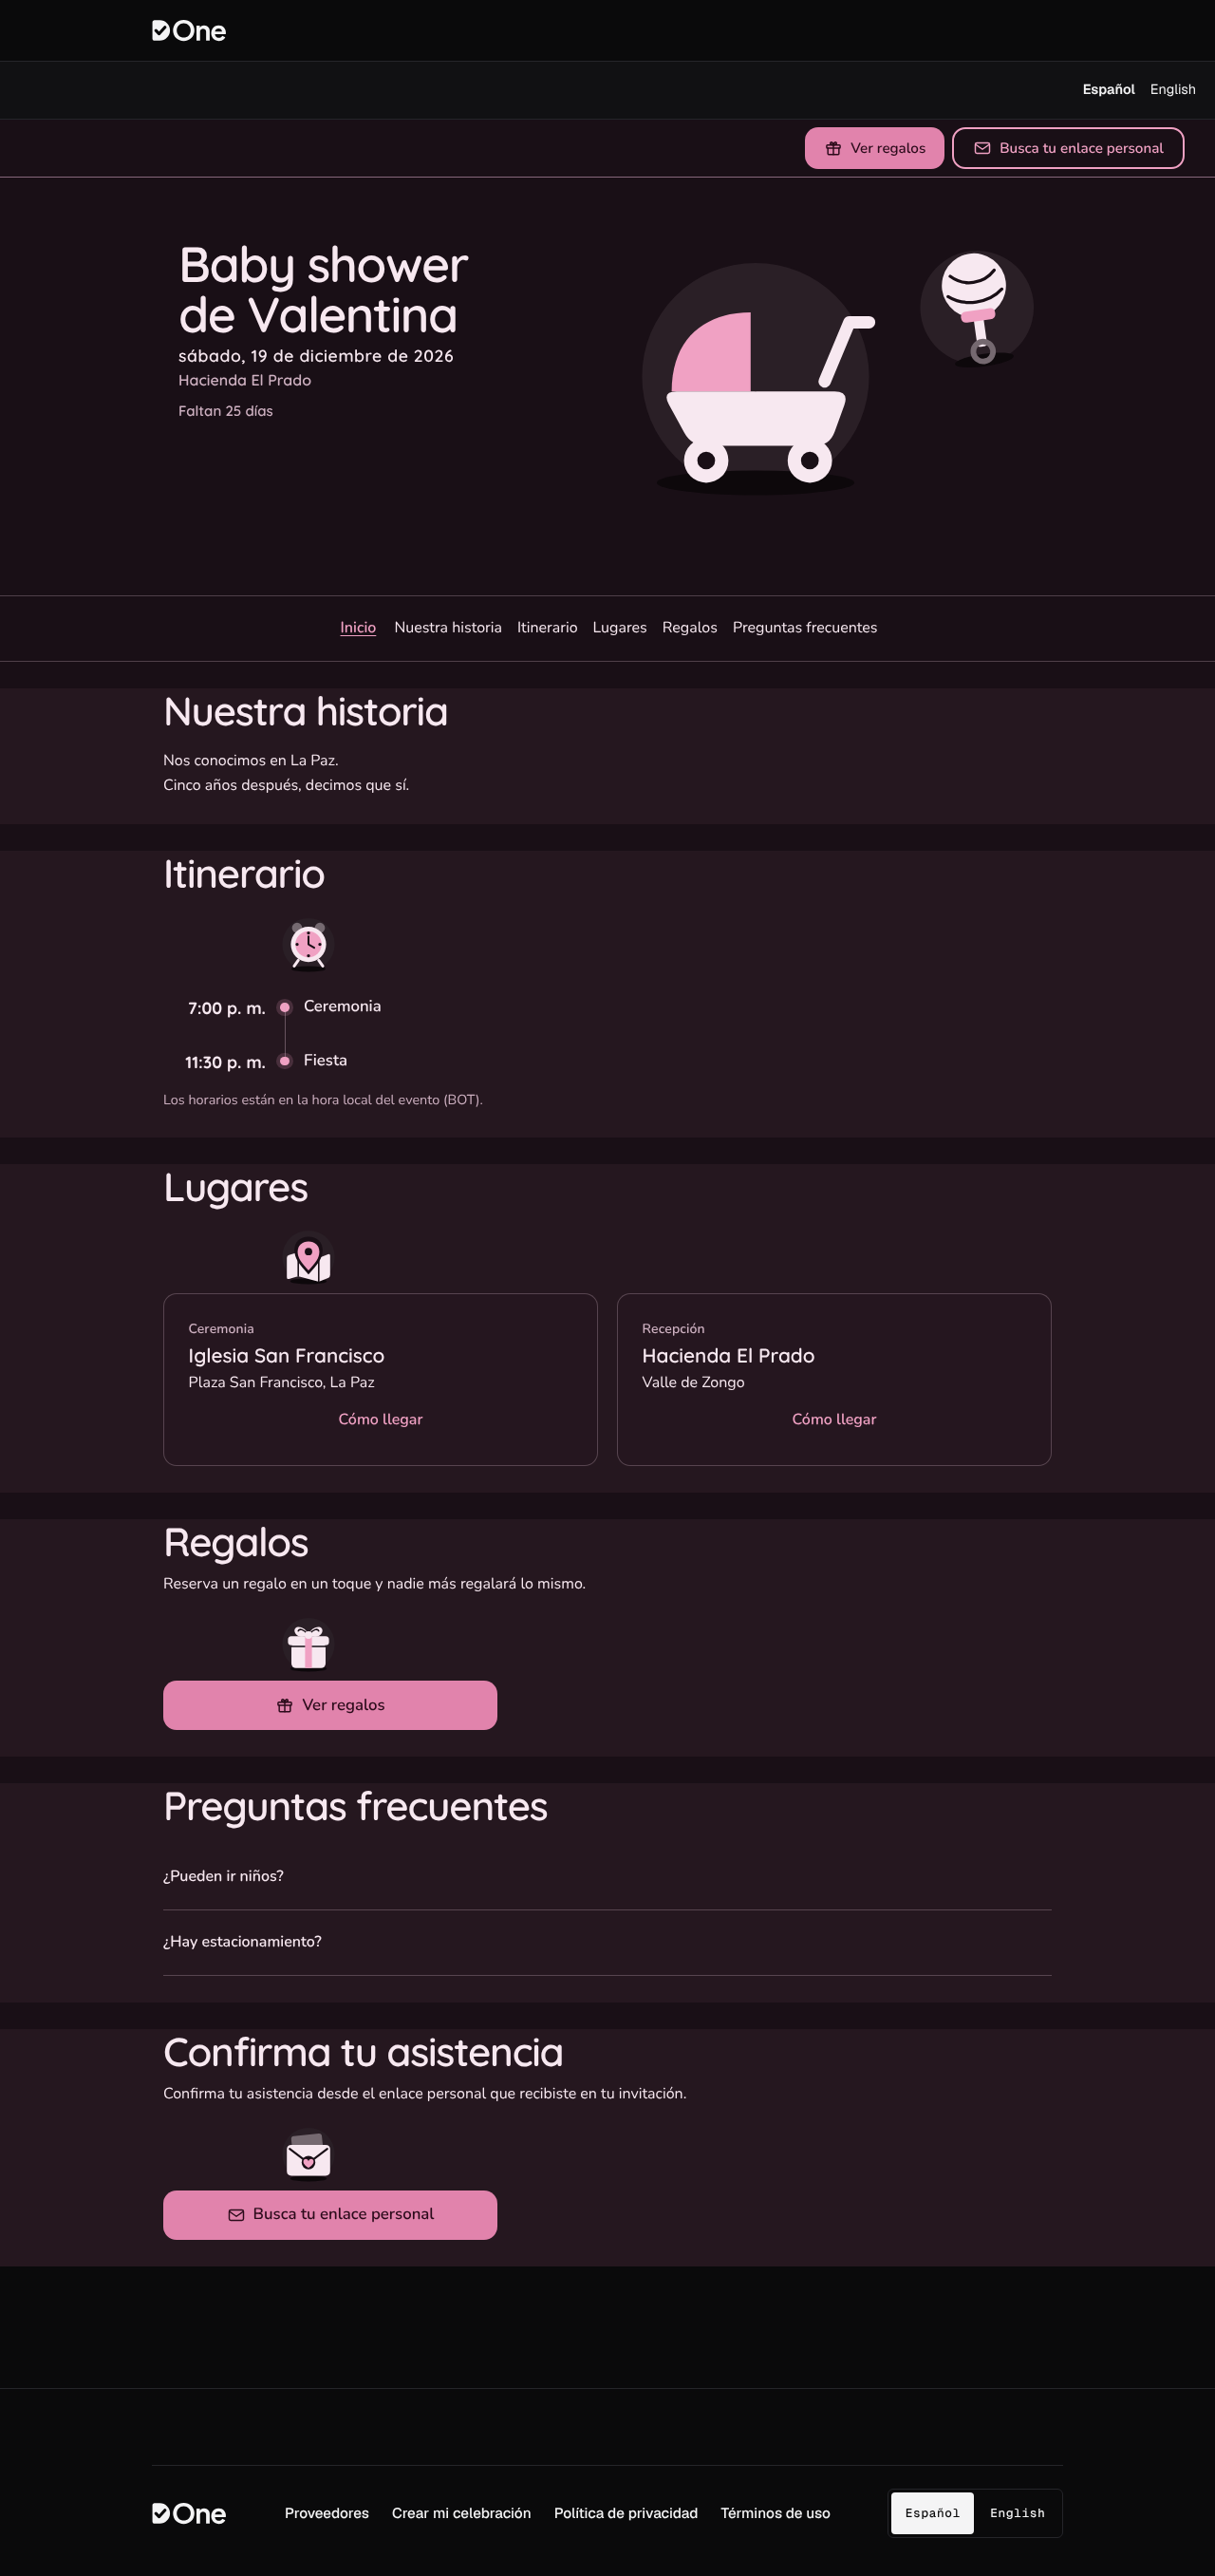 One
Español English
Ver regalos Busca tu enlace personal
Baby shower
de Valentina
sábado, 19 de diciembre de 2026
Hacienda El Prado
Faltan 25 días
Inicio Nuestra historia Itinerario Lugares Regalos Preguntas frecuentes
Nuestra historia
Nos conocimos en La Paz.
Cinco años después, decimos que sí.
Itinerario
7:00 p. m. Ceremonia
11:30 p. m. Fiesta
Los horarios están en la hora local del evento (BOT).
Lugares
Ceremonia
Iglesia San Francisco
Plaza San Francisco, La Paz
Cómo llegar
Recepción
Hacienda El Prado
Valle de Zongo
Cómo llegar
Regalos
Reserva un regalo en un toque y nadie más regalará lo mismo.
Ver regalos
Preguntas frecuentes
¿Pueden ir niños?
¿Hay estacionamiento?
Confirma tu asistencia
Confirma tu asistencia desde el enlace personal que recibiste en tu invitación.
Busca tu enlace personal
One Proveedores Crear mi celebración Política de privacidad Términos de uso Español English